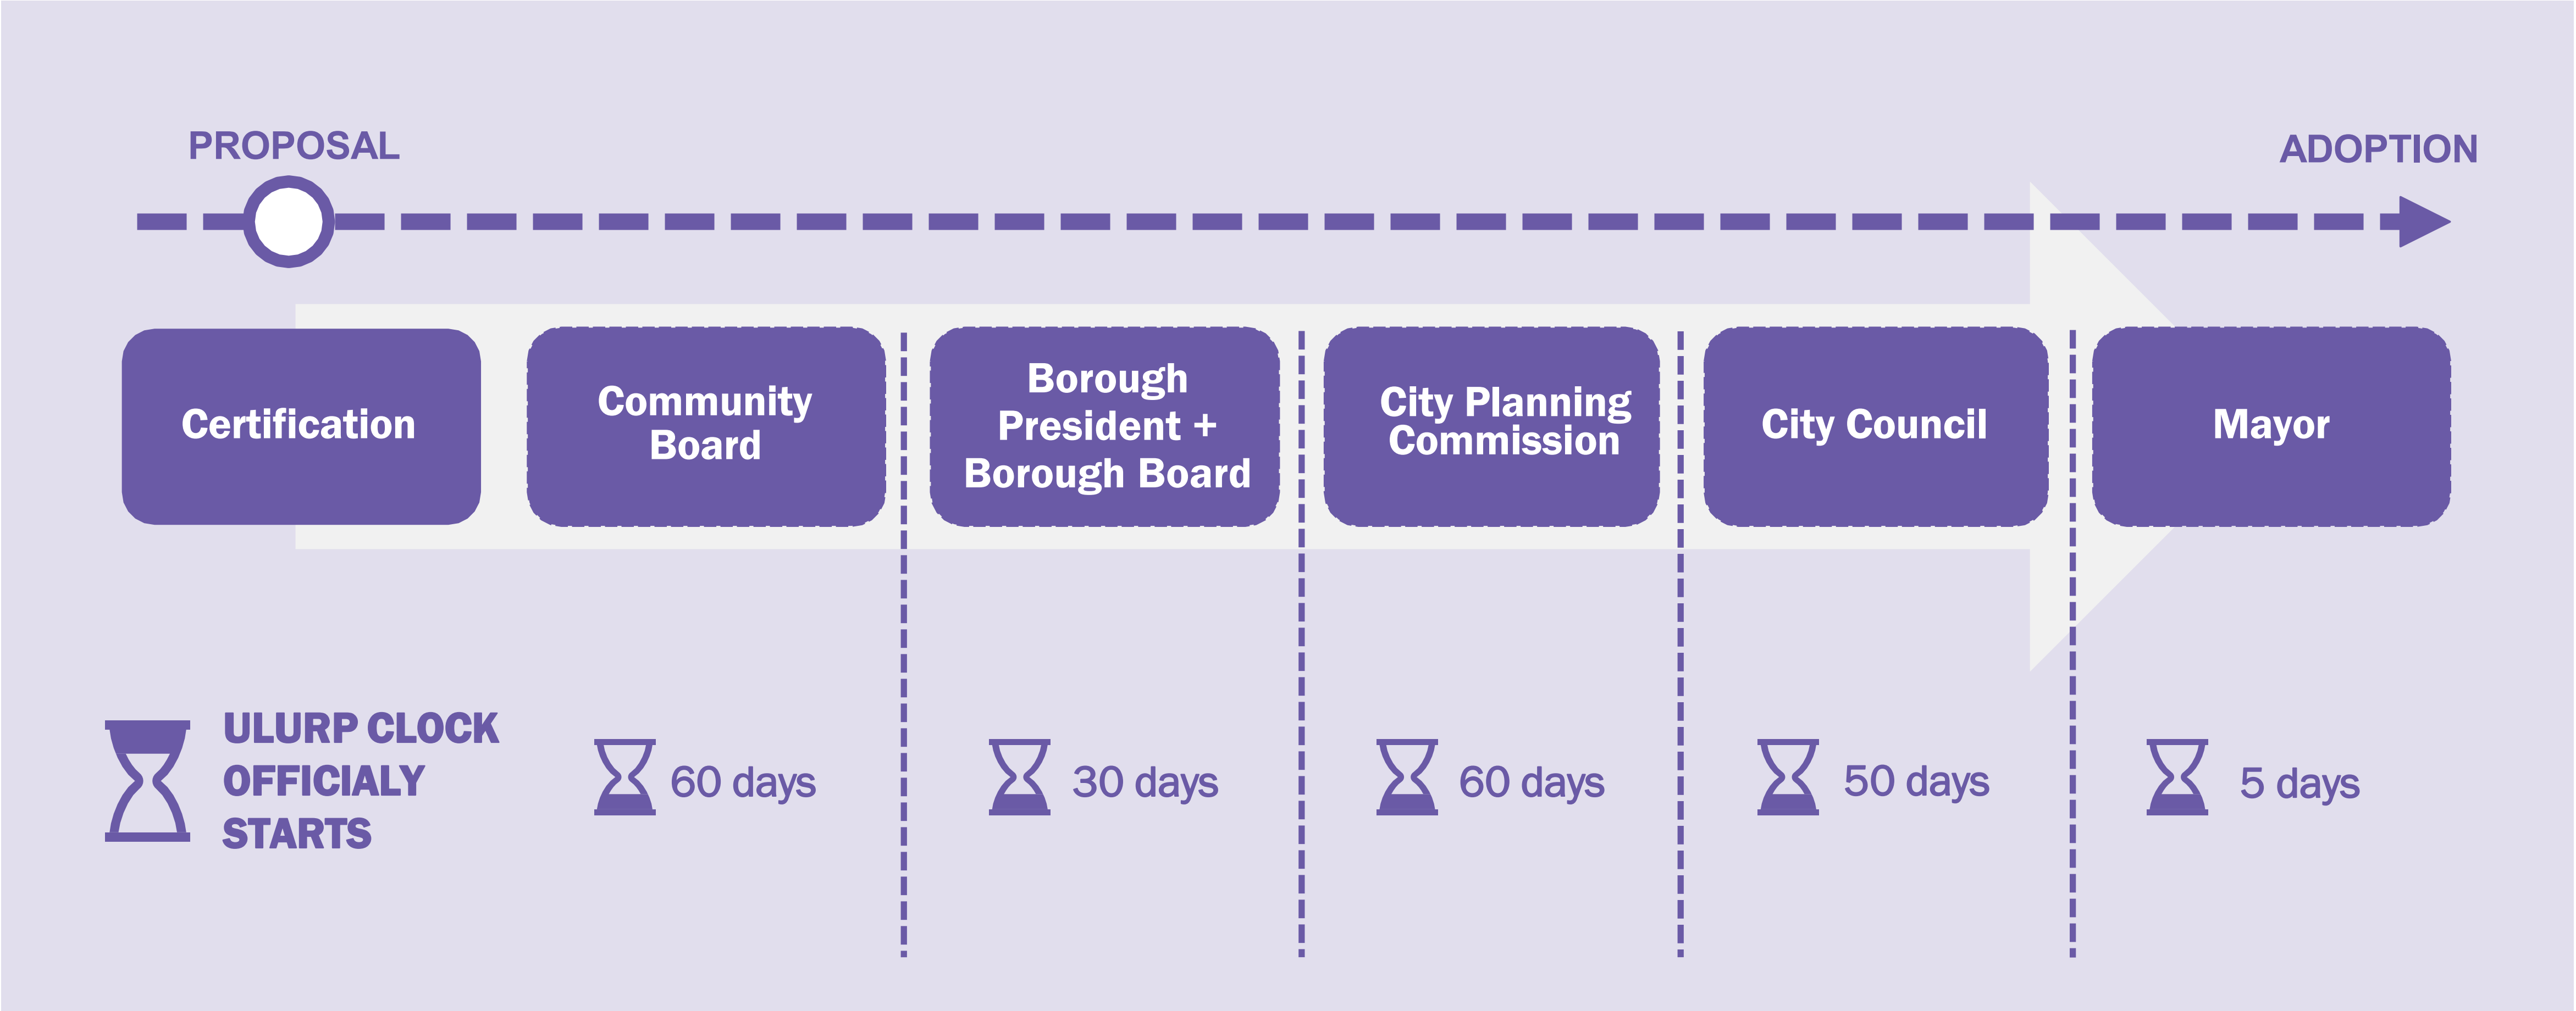 PROPOSAL
ADOPTION
Certification
Community
Board
Borough
President +
Borough Board
City Planning
Commission
City Council
Mayor
ULURP CLOCK
OFFICIALY
STARTS
60 days
30 days
60 days
50 days
5 days